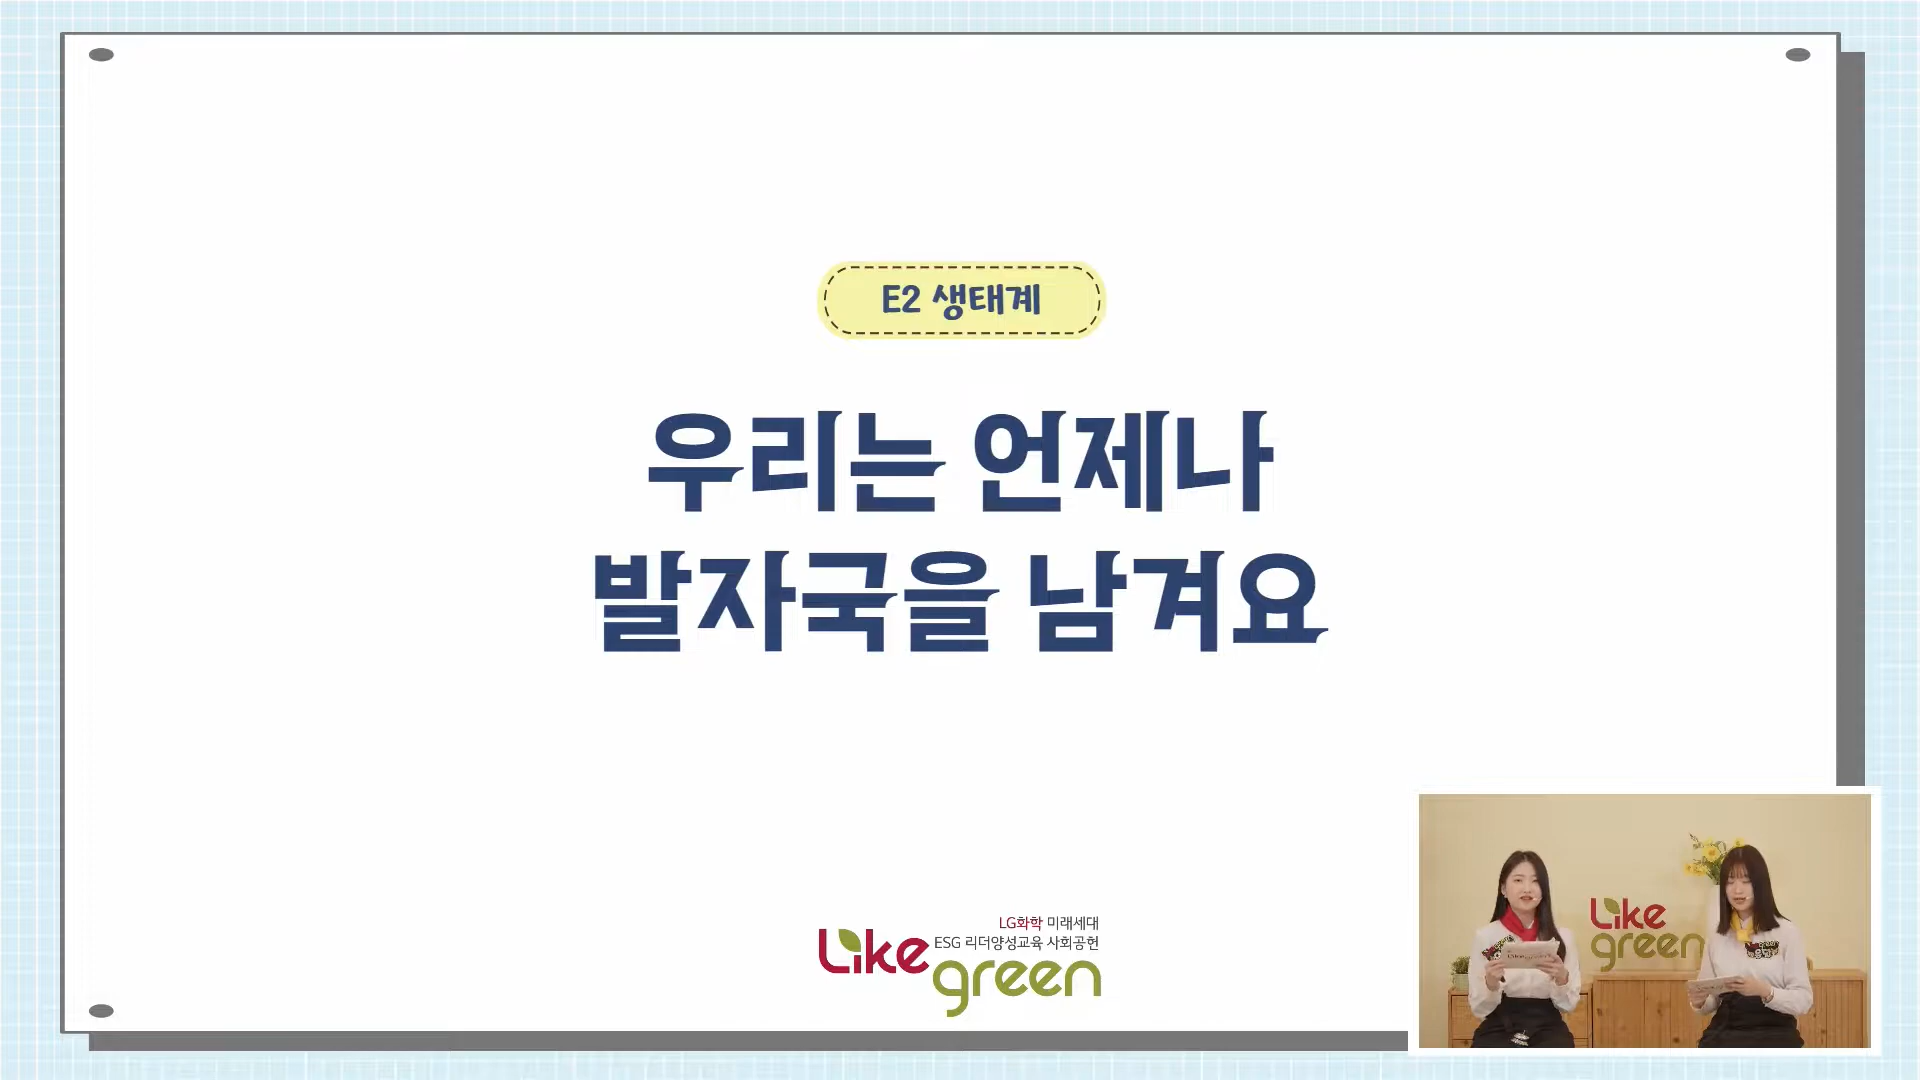 E2 생태계
우리는 언제나
발자국을 남겨요
LG화학 미래세대
ESG 리더양성교육 사회공헌
Like
green
Like
green